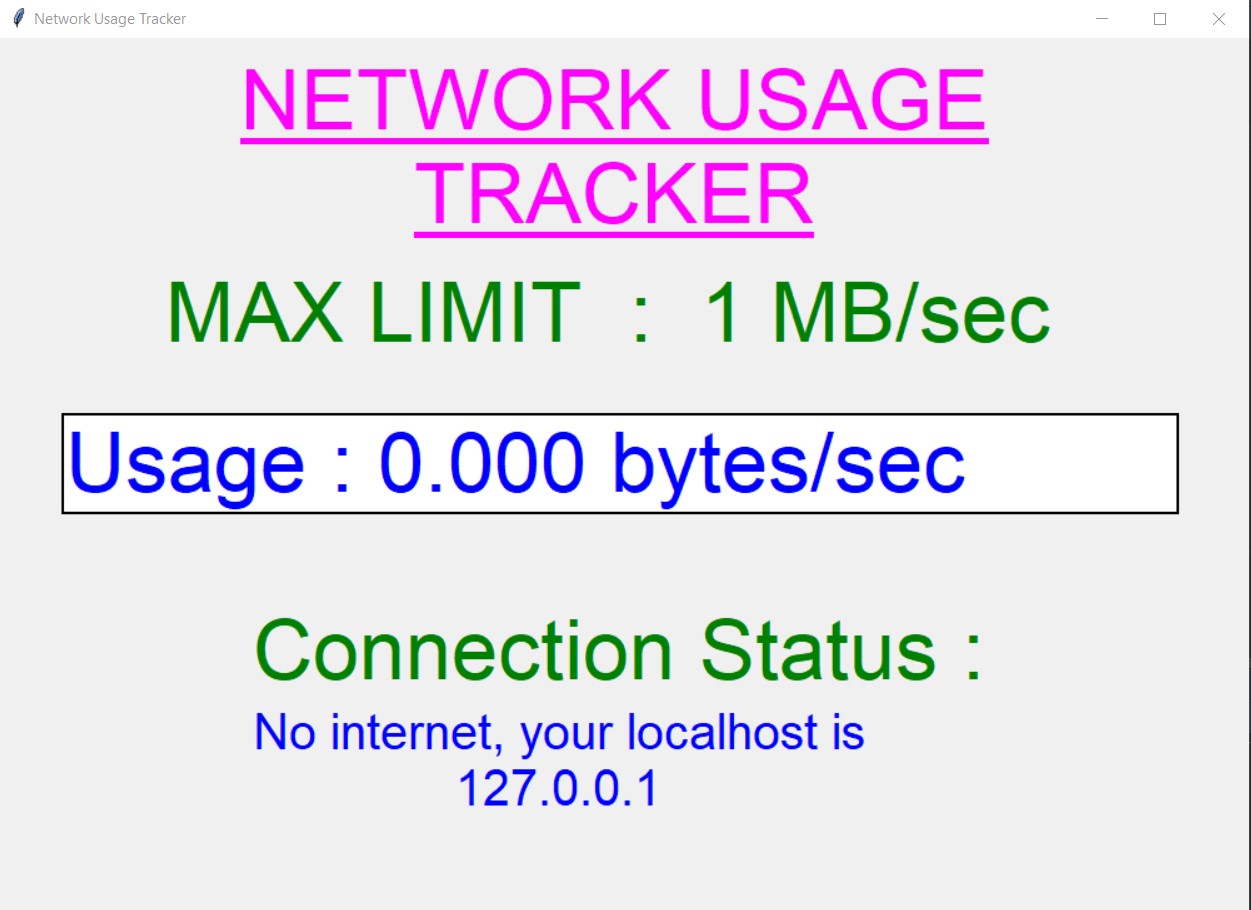 Network Usage Tracker
NETWORK USAGE
TRACKER
MAX LIMIT : 1 MB/sec
Usage : 0.000 bytes/sec
Connection Status :
No internet, your localhost is
127.0.0.1